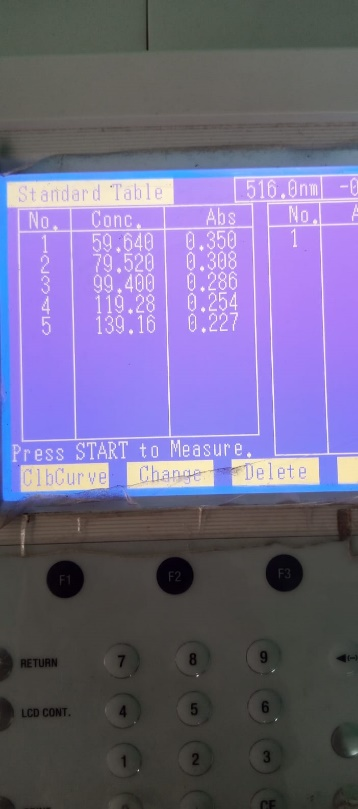 Standard Table 516.0nm -0
No. Conc. Abs No. A
1 59.640 0.350 1
2 79.520 0.308
3 99.400 0.286
4 119.28 0.254
5 139.16 0.227
Press START to Measure.
ClbCurve Change Delete
F1 F2 F3
RETURN 7 8 9
LCD CONT. 4 5 6
1 2 3
CE